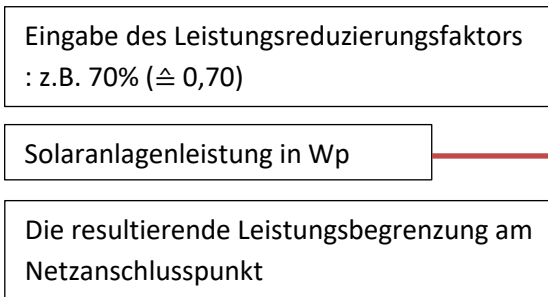 Eingabe des Leistungsreduzierungsfaktors
: z.B. 70% (≙ 0,70)
Solaranlagenleistung in Wp
Die resultierende Leistungsbegrenzung am
Netzanschlusspunkt